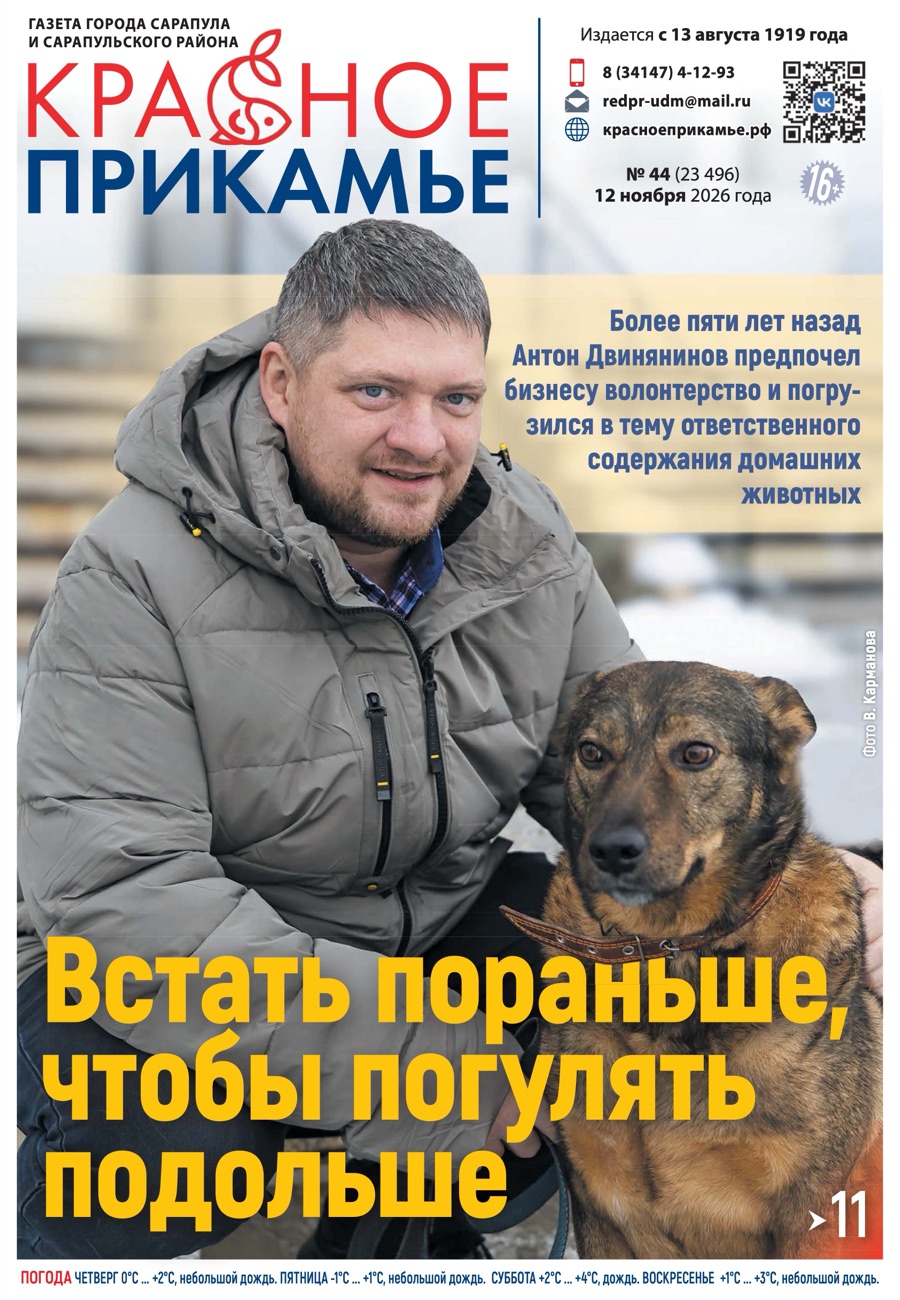 ГАЗЕТА ГОРОДА САРАПУЛА
И САРАПУЛЬСКОГО РАЙОНА
КРАСНОЕ
ПРИКАМЬЕ
Издается с 13 августа 1919 года
8 (34147) 4-12-93
redpr-udm@mail.ru
красноеприкамье.рф
№ 44 (23 496)
12 ноября 2026 года
16+
Более пяти лет назад
Антон Двинянинов предпочел
бизнесу волонтерство и погру-
зился в тему ответственного
содержания домашних
животных
Фото В. Карманова
Встать пораньше,
чтобы погулять
подольше
11
ПОГОДА ЧЕТВЕРГ 0°С ... +2°С, небольшой дождь. ПЯТНИЦА -1°С ... +1°С, небольшой дождь. СУББОТА +2°С ... +4°С, дождь. ВОСКРЕСЕНЬЕ +1°С ... +3°С, небольшой дождь.